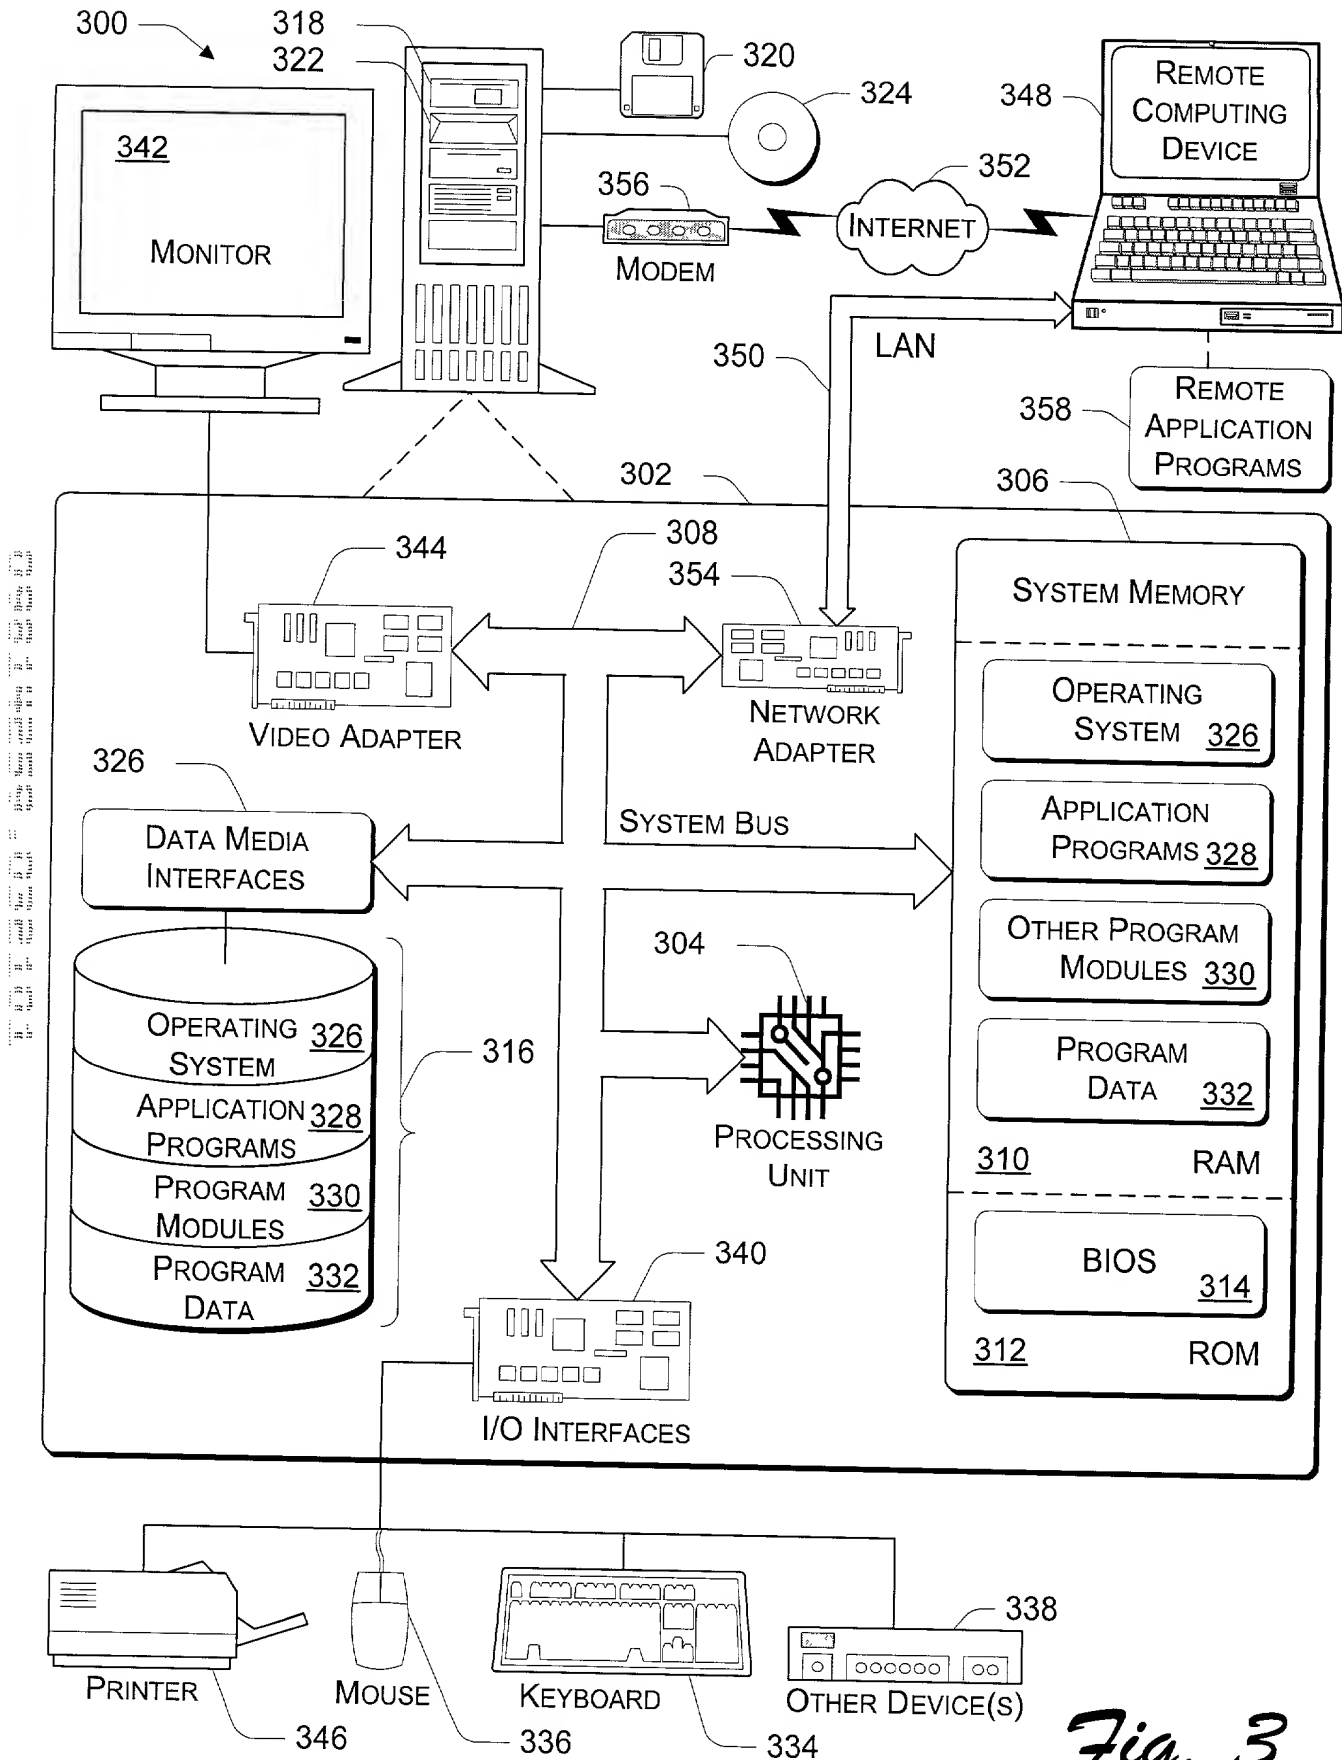 300
318
322
320
324
348
REMOTE
COMPUTING
DEVICE
342
MONITOR
356
MODEM
352
INTERNET
350
LAN
358
REMOTE
APPLICATION
PROGRAMS
302
306
344
308
354
SYSTEM MEMORY
VIDEO ADAPTER
NETWORK
ADAPTER
OPERATING
SYSTEM 326
326
DATA MEDIA
INTERFACES
SYSTEM BUS
APPLICATION
PROGRAMS 328
OTHER PROGRAM
MODULES 330
304
PROCESSING
UNIT
PROGRAM
DATA 332
310 RAM
OPERATING
SYSTEM 326
APPLICATION
PROGRAMS 328
PROGRAM
MODULES 330
PROGRAM
DATA 332
316
BIOS
314
312 ROM
340
I/O INTERFACES
PRINTER
346
MOUSE
336
KEYBOARD
334
338
OTHER DEVICE(S)
Fig. 3